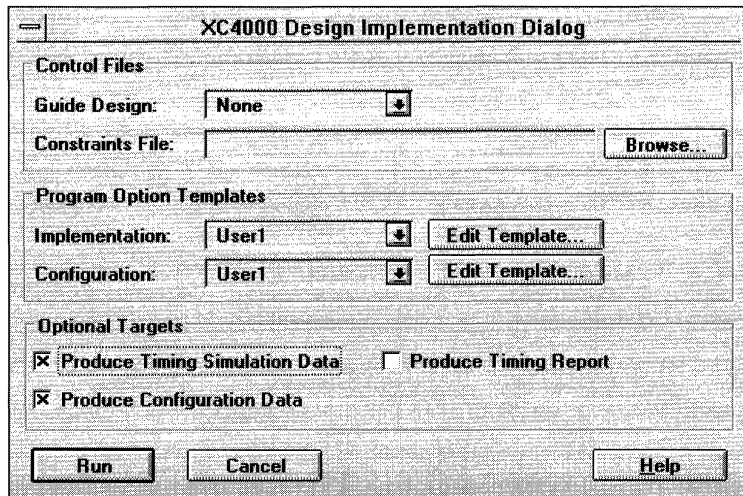 XC4000 Design Implementation Dialog
Control Files
Guide Design: None
Constraints File: Browse...
Program Option Templates
Implementation: User1 Edit Template...
Configuration: User1 Edit Template...
Optional Targets
Produce Timing Simulation Data Produce Timing Report
Produce Configuration Data
Run Cancel Help